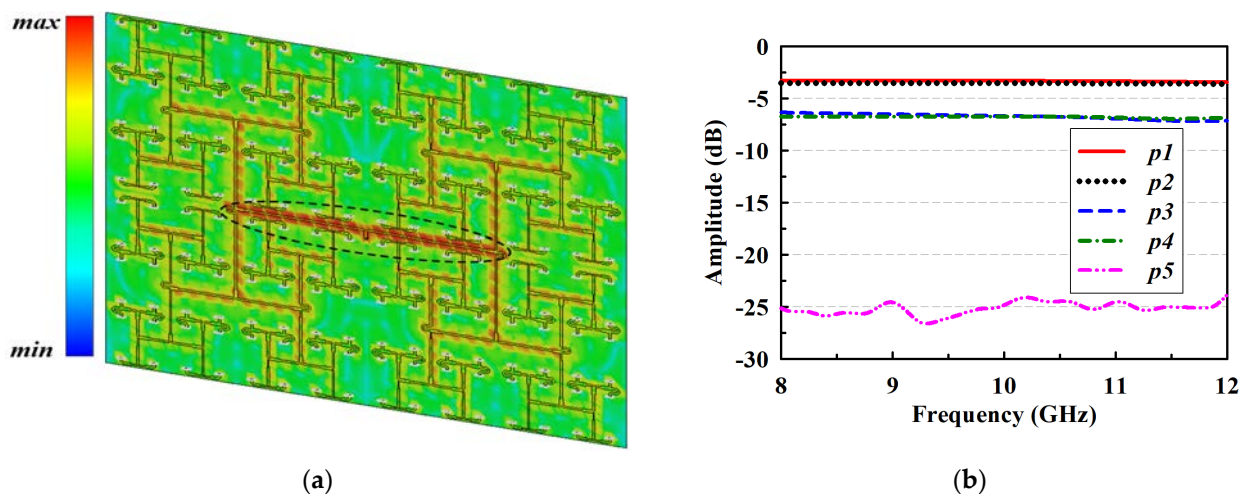 max
min
(a)
Amplitude (dB)
0
-5
-10
-15
-20
-25
-30
p1
p2
p3
p4
p5
8
9
10
11
12
Frequency (GHz)
(b)